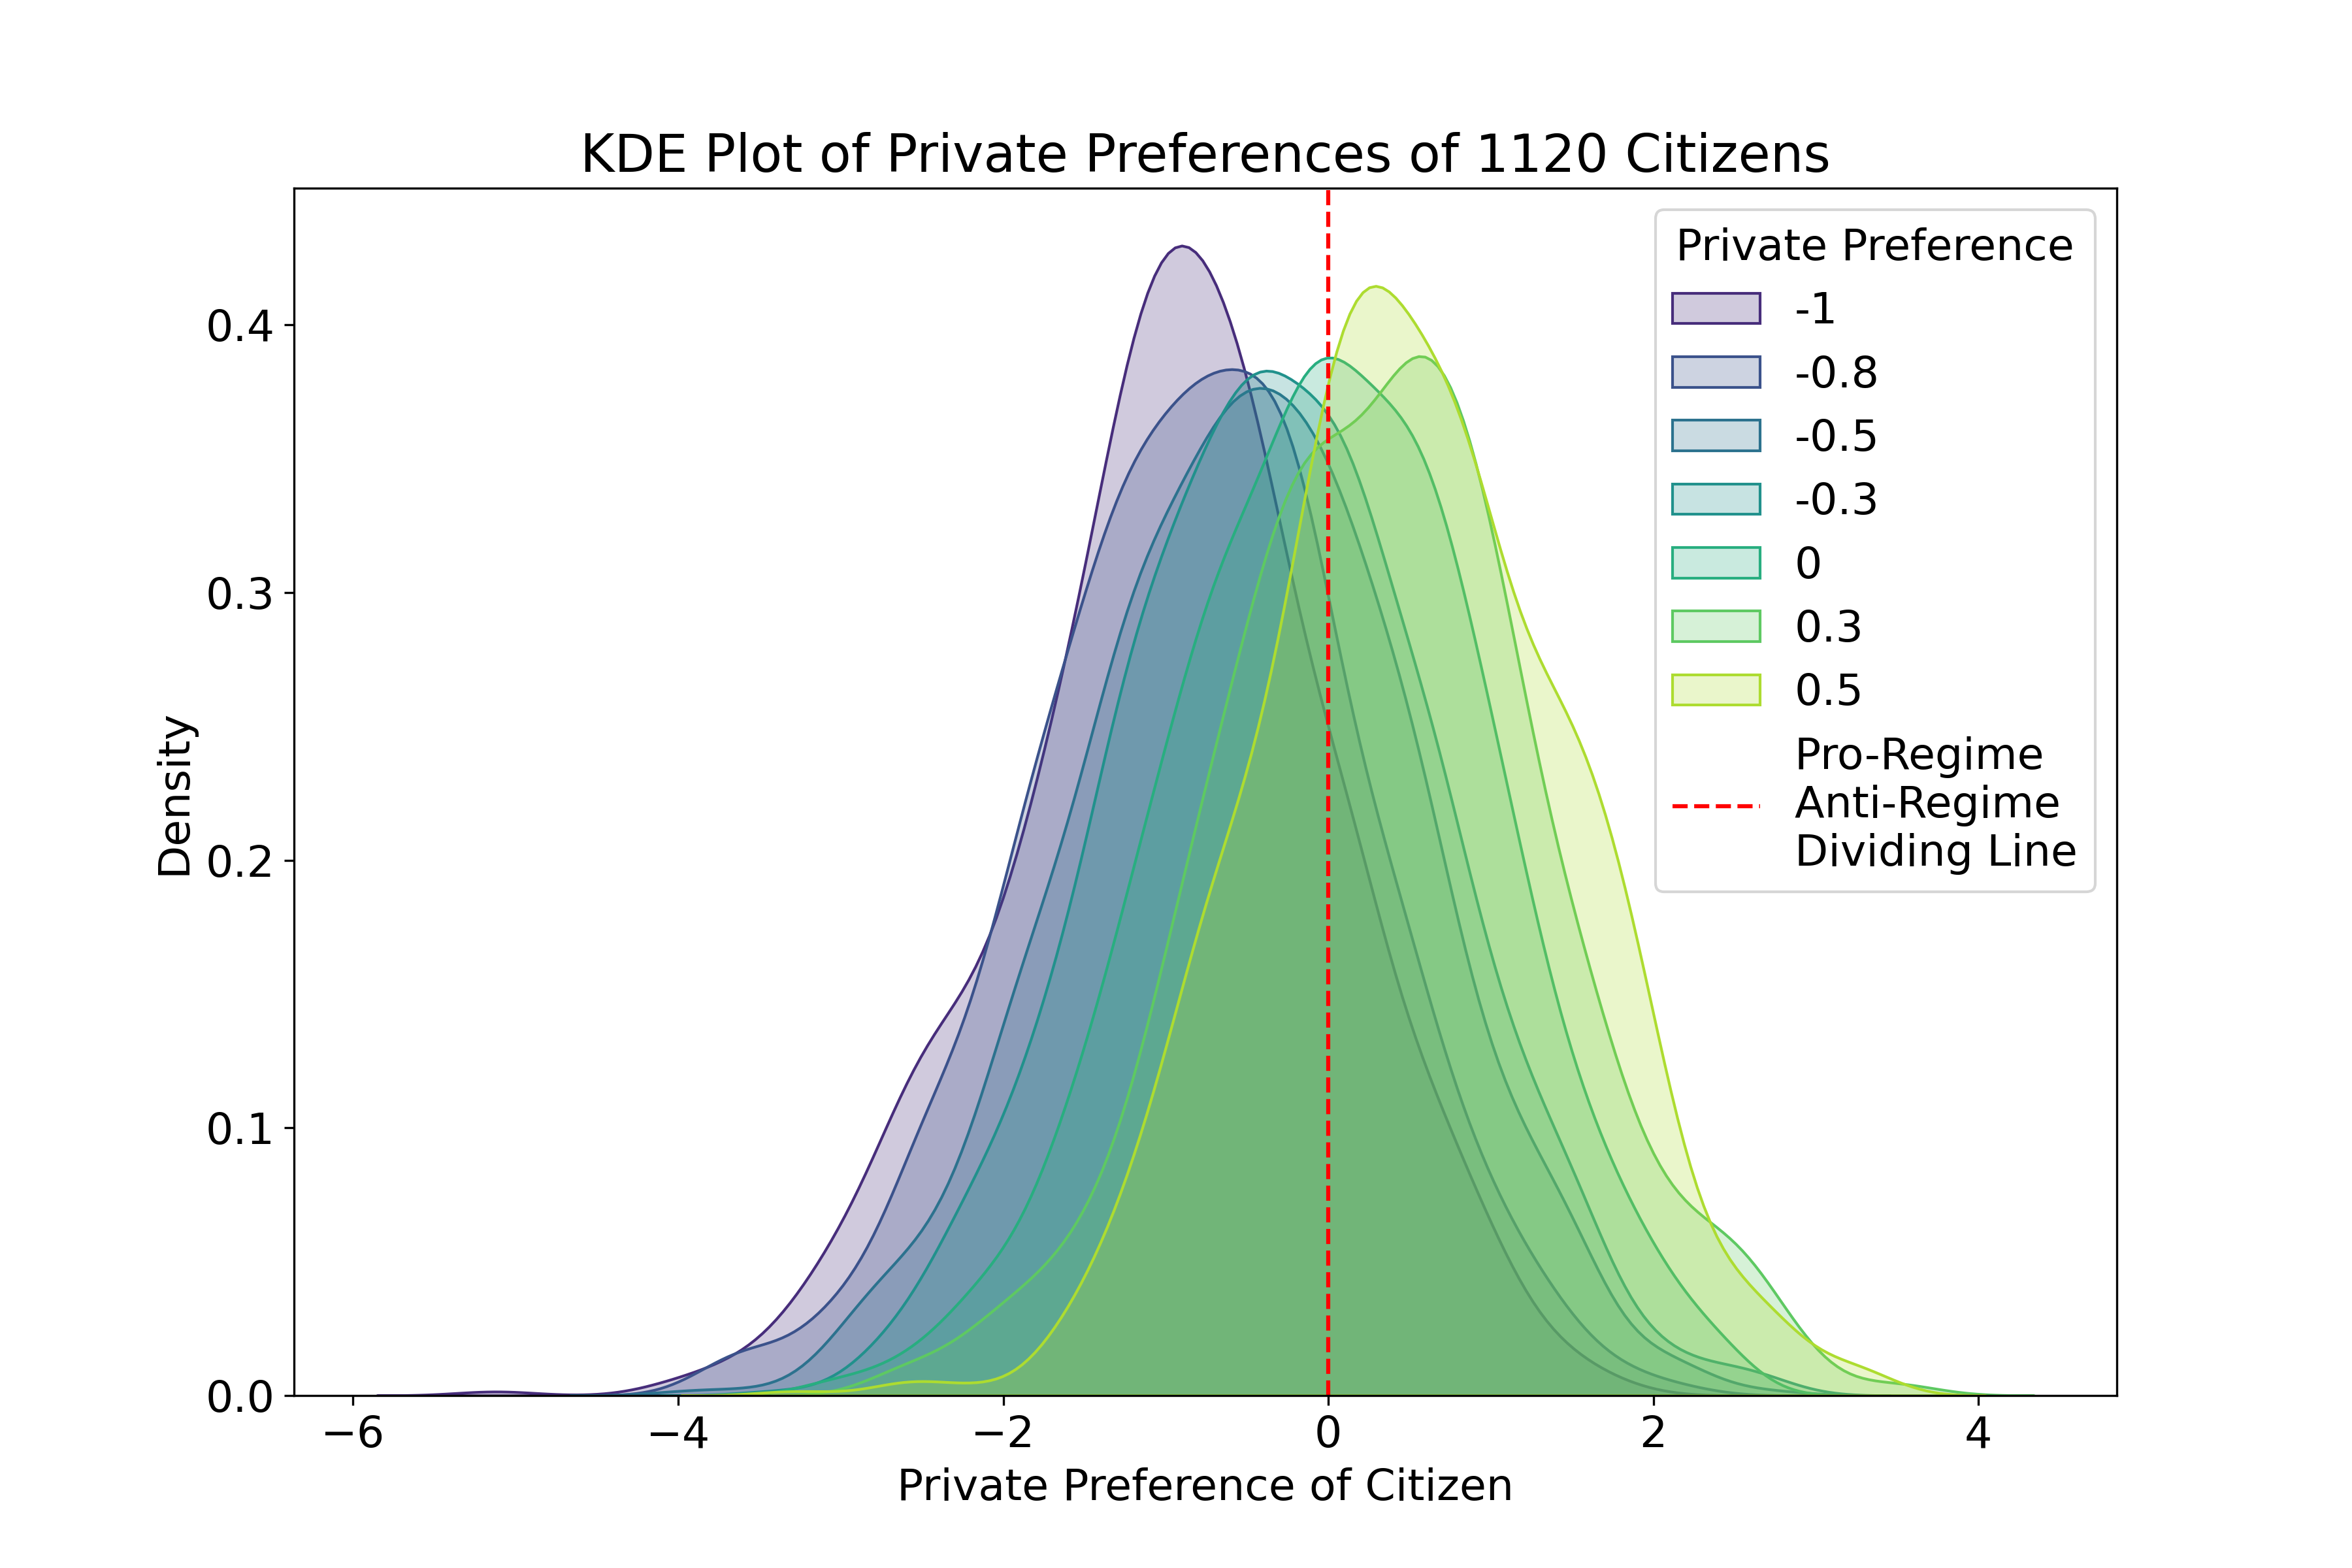 KDE Plot of Private Preferences of 1120 Citizens
Private Preference
-1
-0.8
-0.5
-0.3
0
0.3
0.5
Pro-Regime
Anti-Regime
Dividing Line
Density
0.4
0.3
0.2
0.1
0.0
−6
−4
−2
0
2
4
Private Preference of Citizen